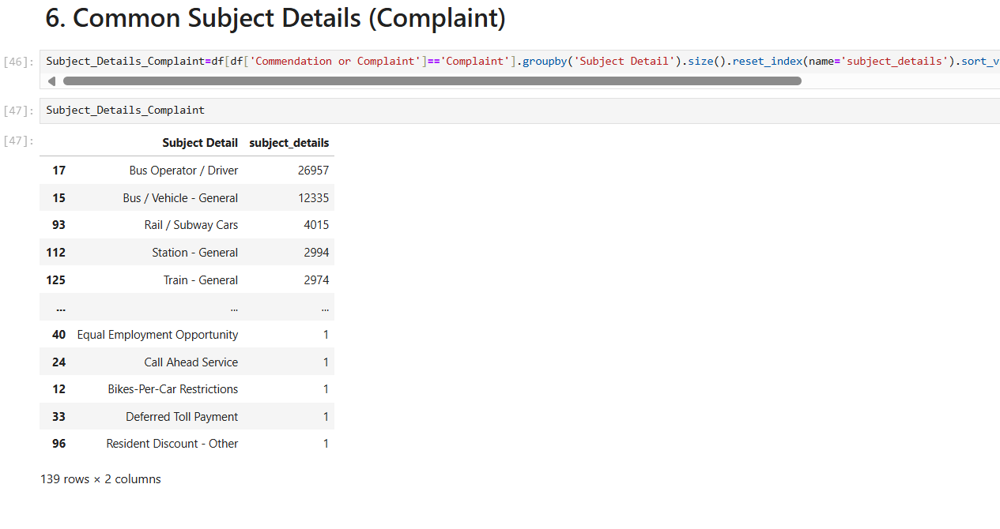 6. Common Subject Details (Complaint)
[46]: Subject_Details_Complaint=df[df['Commendation or Complaint']=='Complaint'].groupby('Subject Detail').size().reset_index(name='subject_details').sort_v
[47]: Subject_Details_Complaint
[47]: Subject Detail subject_details
17 Bus Operator / Driver 26957
15 Bus / Vehicle - General 12335
93 Rail / Subway Cars 4015
112 Station - General 2994
125 Train - General 2974
... ... ...
40 Equal Employment Opportunity 1
24 Call Ahead Service 1
12 Bikes-Per-Car Restrictions 1
33 Deferred Toll Payment 1
96 Resident Discount - Other 1
139 rows × 2 columns